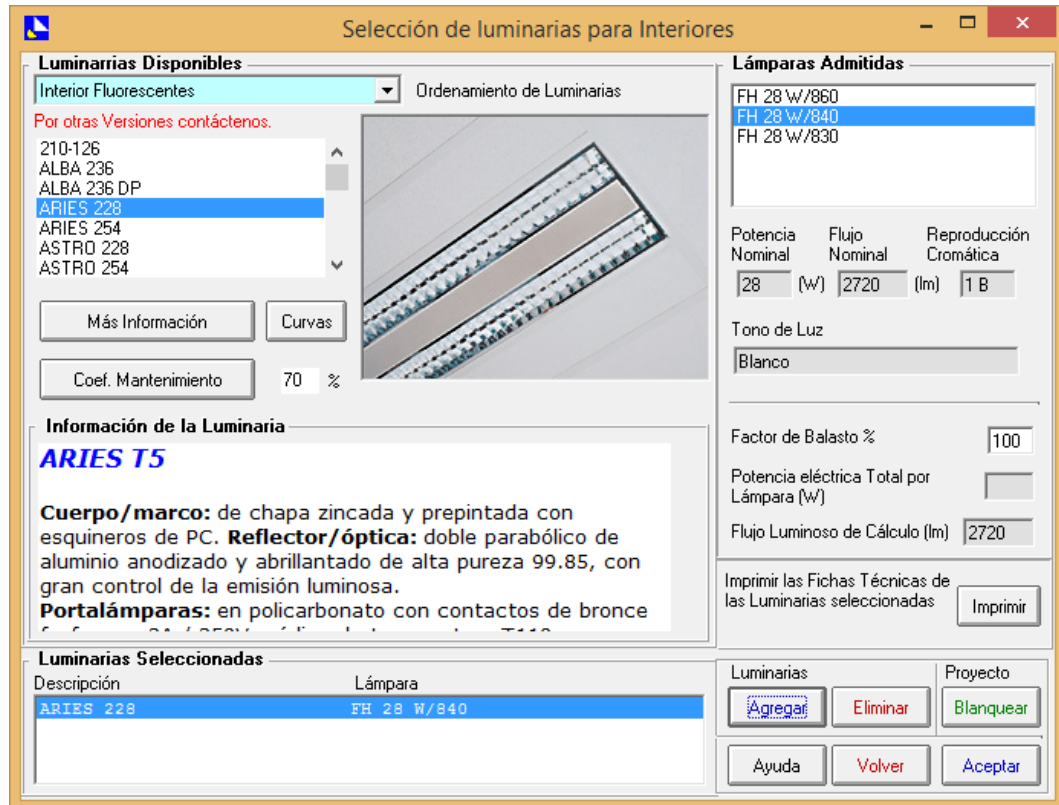 Selección de luminarias para Interiores
Luminarrias Disponibles
Interior Fluorescentes
Ordenamiento de Luminarias
Por otras Versiones contáctenos.
210-126
ALBA 236
ALBA 236 DP
ARIES 228
ARIES 254
ASTRO 228
ASTRO 254
Más Información
Curvas
Coef. Mantenimiento
70 %
Información de la Luminaria
ARIES T5
Cuerpo/marco: de chapa zincada y prepintada con
esquineros de PC. Reflector/óptica: doble parabólico de
aluminio anodizado y abrillantado de alta pureza 99.85, con
gran control de la emisión luminosa.
Portalámparas: en policarbonato con contactos de bronce
Lámparas Admitidas
FH 28 W/860
FH 28 W/840
FH 28 W/830
Potencia Flujo Reproducción
Nominal Nominal Cromática
28 (W) 2720 (lm) 1 B
Tono de Luz
Blanco
Factor de Balasto % 100
Potencia eléctrica Total por
Lámpara (W)
Flujo Luminoso de Cálculo (lm) 2720
Imprimir las Fichas Técnicas de
las Luminarias seleccionadas
Imprimir
Luminarias Seleccionadas
Descripción Lámpara
ARIES 228 FH 28 W/840
Luminarias Proyecto
Agregar Eliminar Blanquear
Ayuda Volver Aceptar